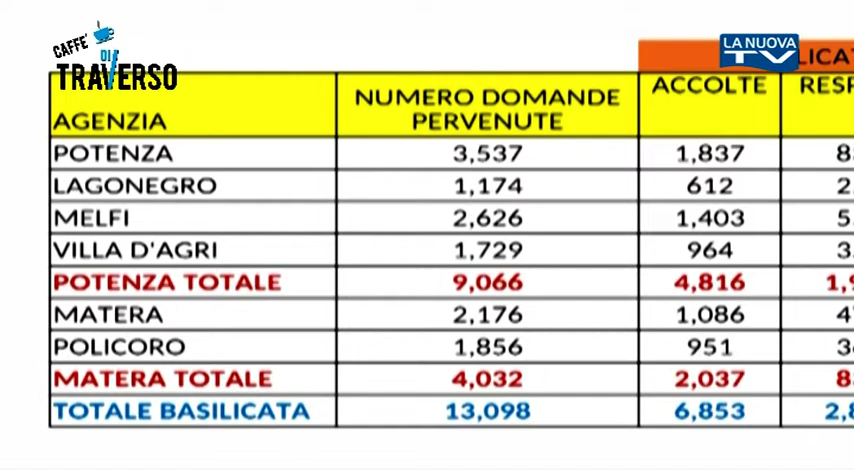 CAFFE' DI
TRAVERSO
LA NUOVA
TV
AGENZIA NUMERO DOMANDE PERVENUTE ACCOLTE
POTENZA 3,537 1,837
LAGONEGRO 1,174 612
MELFI 2,626 1,403
VILLA D'AGRI 1,729 964
POTENZA TOTALE 9,066 4,816
MATERA 2,176 1,086
POLICORO 1,856 951
MATERA TOTALE 4,032 2,037
TOTALE BASILICATA 13,098 6,853